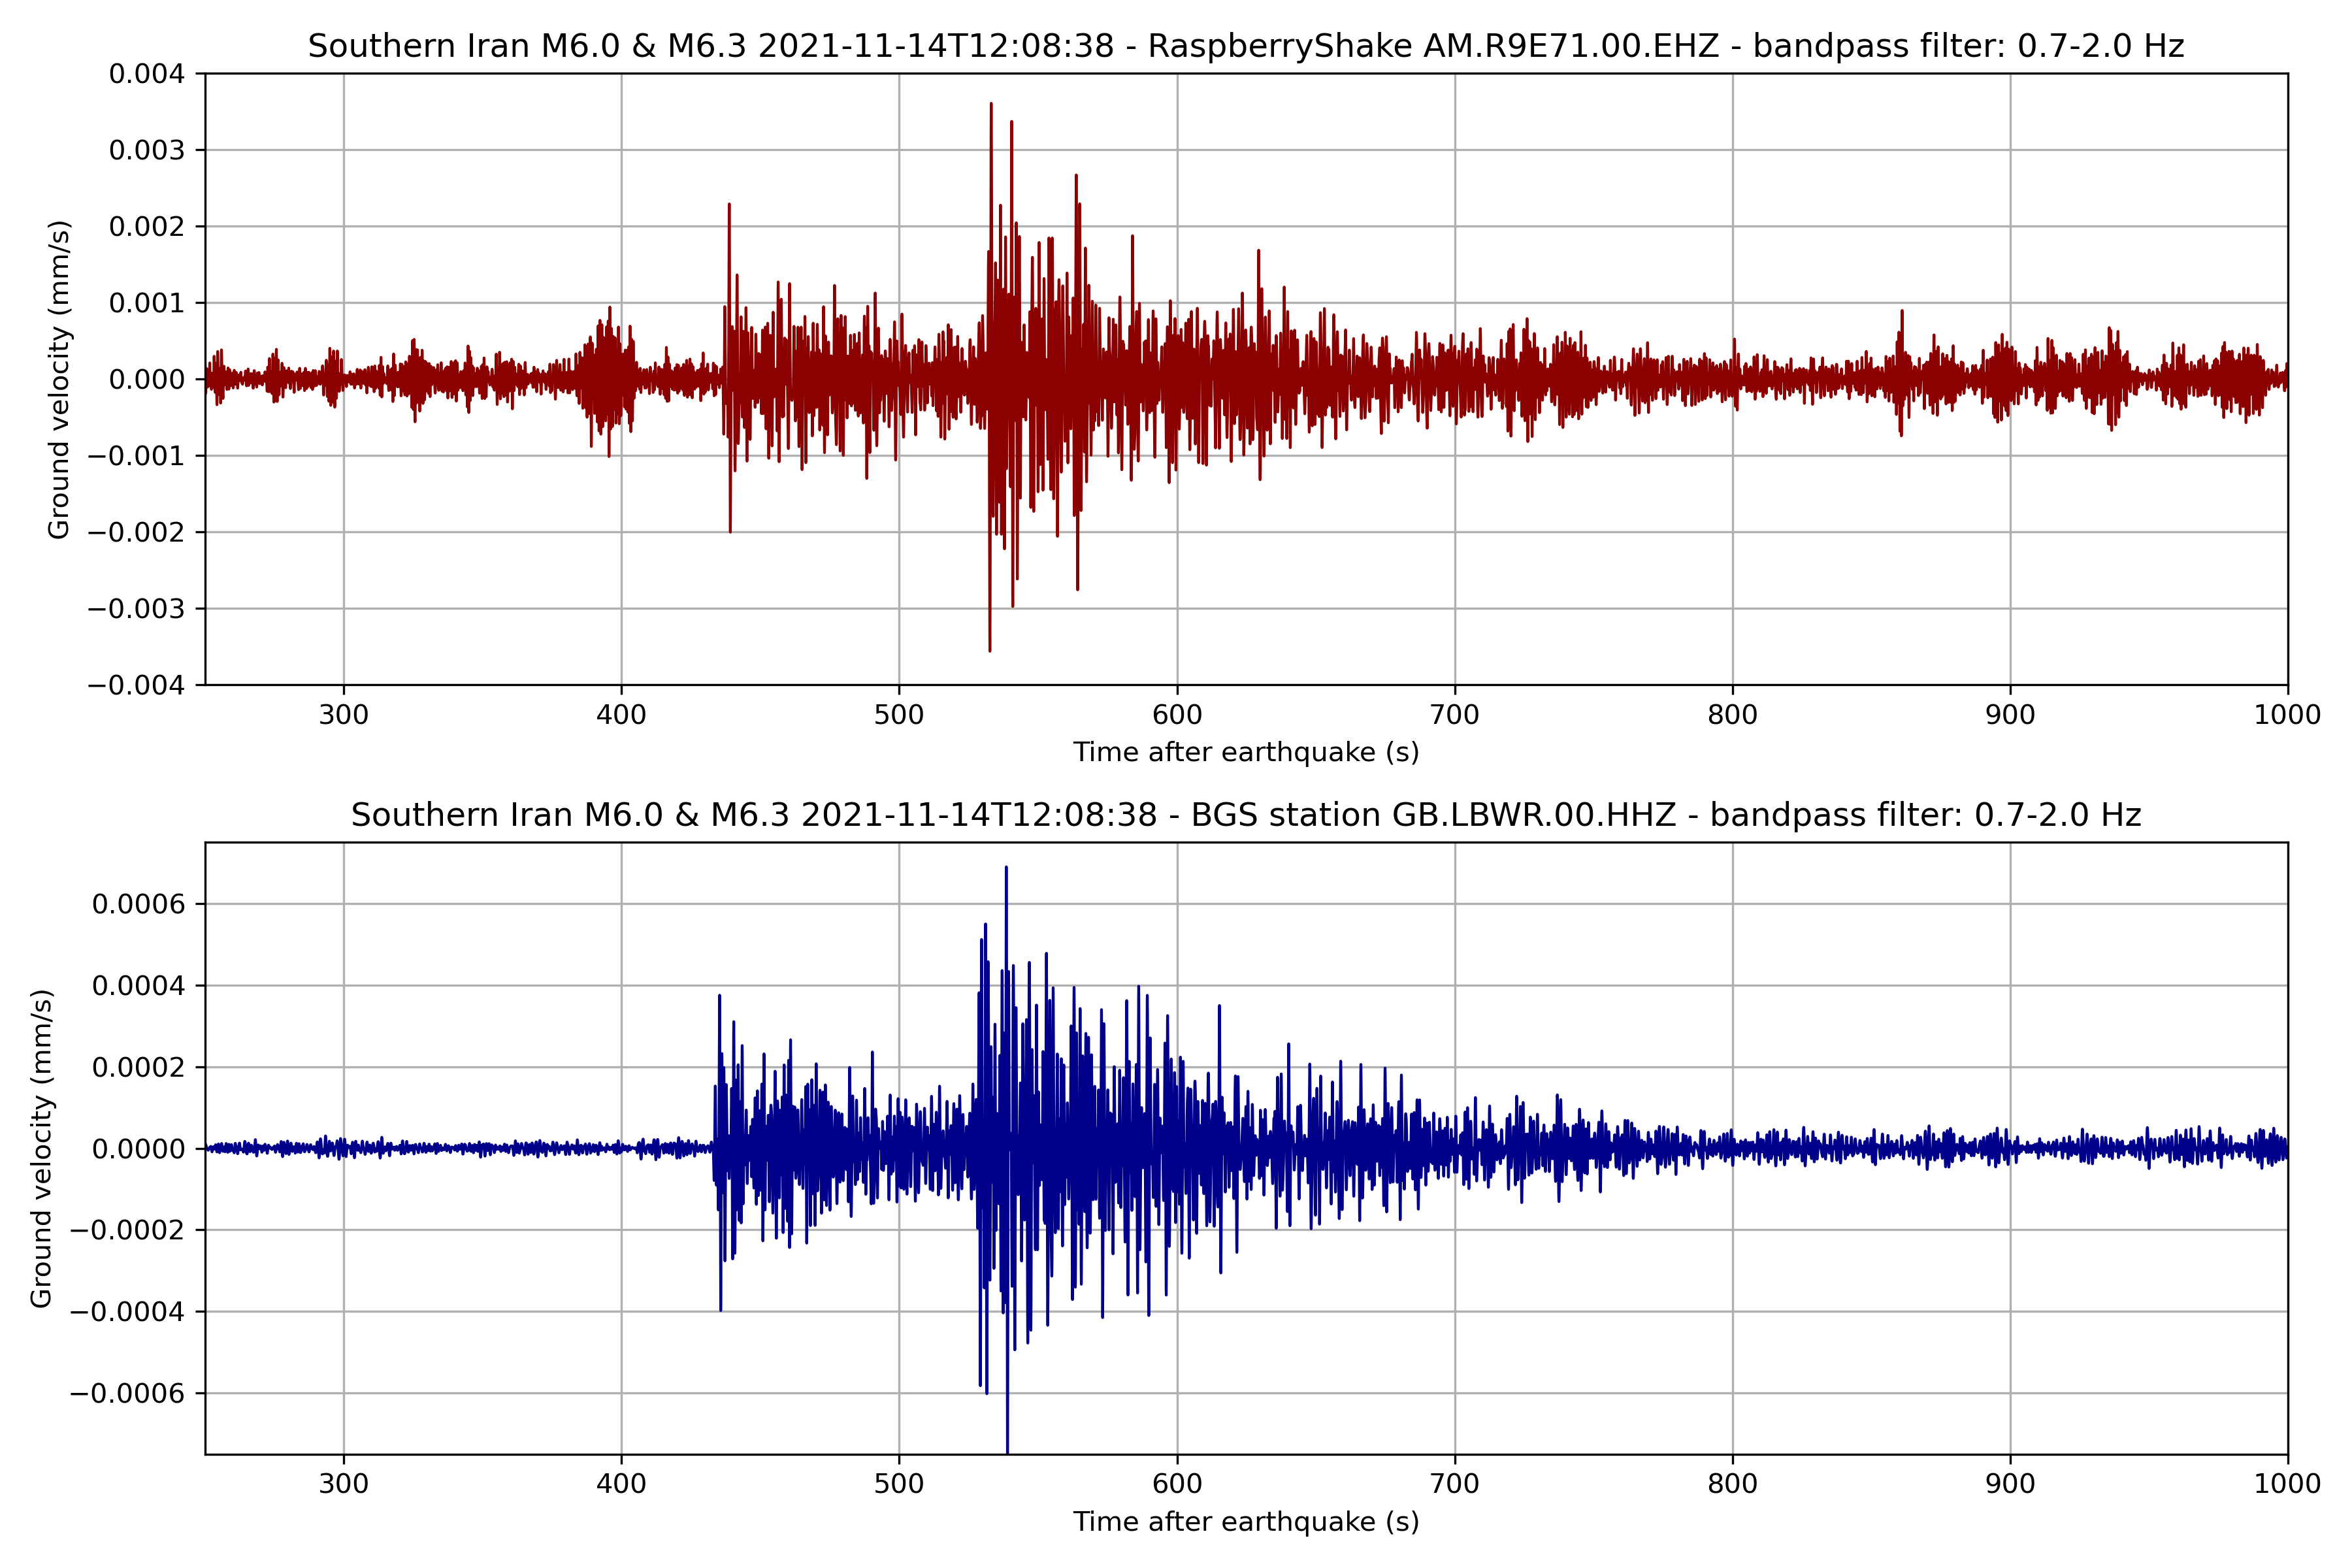 Southern Iran M6.0 & M6.3 2021-11-14T12:08:38 - RaspberryShake AM.R9E71.00.EHZ - bandpass filter: 0.7-2.0 Hz
0.004
0.003
0.002
0.001
0.000
−0.001
−0.002
−0.003
−0.004
Ground velocity (mm/s)
300 400 500 600 700 800 900 1000
Time after earthquake (s)
Southern Iran M6.0 & M6.3 2021-11-14T12:08:38 - BGS station GB.LBWR.00.HHZ - bandpass filter: 0.7-2.0 Hz
0.0006
0.0004
0.0002
0.0000
−0.0002
−0.0004
−0.0006
Ground velocity (mm/s)
300 400 500 600 700 800 900 1000
Time after earthquake (s)